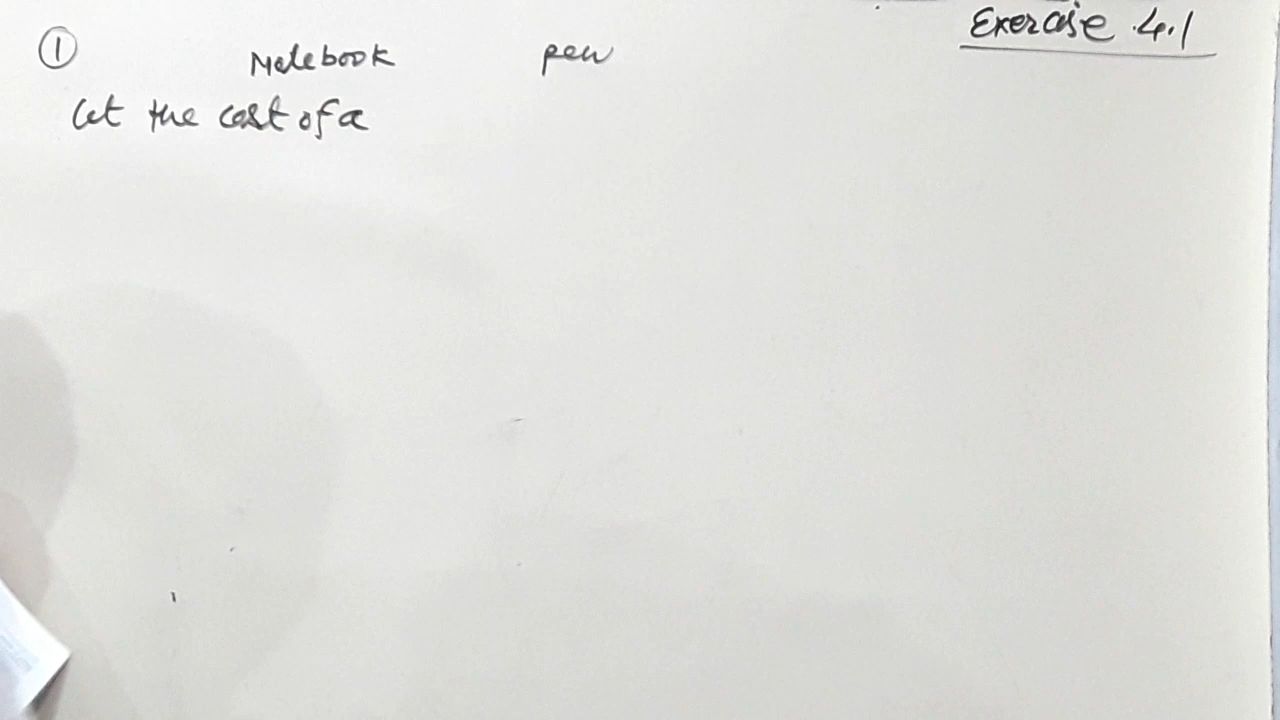 Exercise 4.1
① Notebook pen
let the cost of a